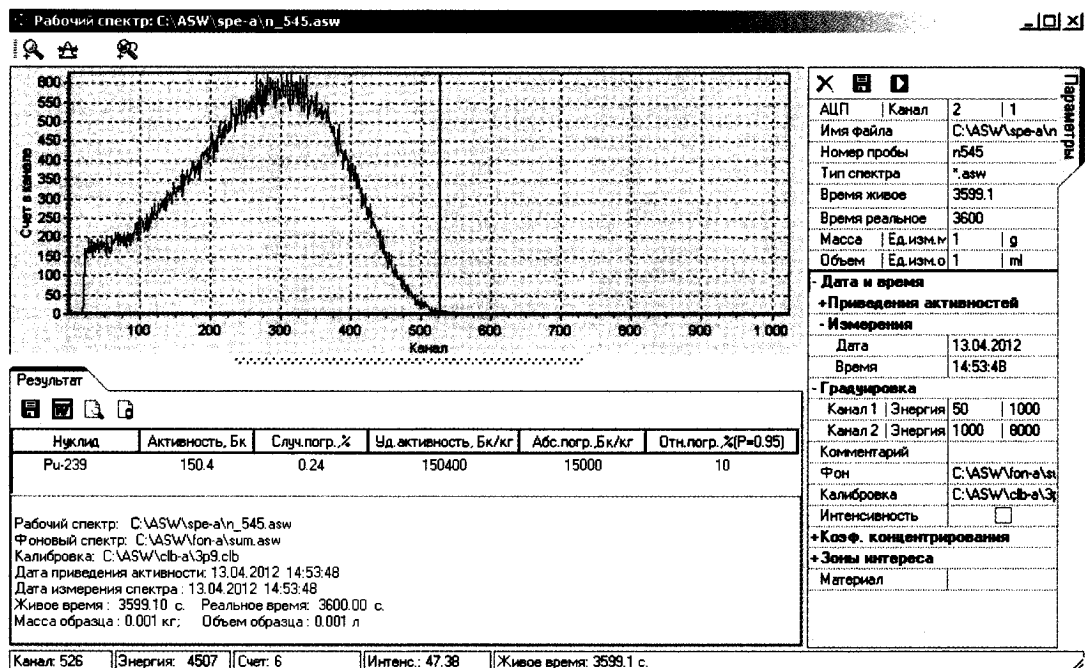 Рабочий спектр: C:\ASW\spe-a\n_545.asw
600
550
500
450
400
350
300
250
200
150
100
50
0
Счет в канале
100 200 300 400 500 600 700 800 900 1 000
Канал
Параметры
АЦП Канал 2 1
Имя файла C:\ASW\spe-a\n
Номер пробы n545
Тип спектра *.asw
Время живое 3599.1
Время реальное 3600
Масса Ед.изм.м 1 g
Объем Ед.изм.о 1 ml
- Дата и время
+Приведения активностей
- Измерения
Дата 13.04.2012
Время 14:53:48
- Градуировка
Канал 1 Энергия 50 1000
Канал 2 Энергия 1000 8000
Комментарий
Фон C:\ASW\fon-a\su
Калибровка C:\ASW\clb-a\3p
Интенсивность
+Коэф. концентрирования
+Зоны интереса
Материал
Результат
Нуклид Активность, Бк Случ.погр.,% Уд.активность, Бк/кг Абс.погр.,Бк/кг Отн.погр.,%(P=0.95)
Pu-239 150.4 0.24 150400 15000 10
Рабочий спектр: C:\ASW\spe-a\n_545.asw
Фоновый спектр: C:\ASW\fon-a\sum.asw
Калибровка: C:\ASW\clb-a\3p9.clb
Дата приведения активности: 13.04.2012 14:53:48
Дата измерения спектра : 13.04.2012 14:53:48
Живое время : 3599.10 с. Реальное время: 3600.00 с.
Масса образца : 0.001 кг; Объем образца : 0.001 л
Канал: 526 Энергия: 4507 Счет: 6 Интенс.: 47.38 Живое время: 3599.1 с.